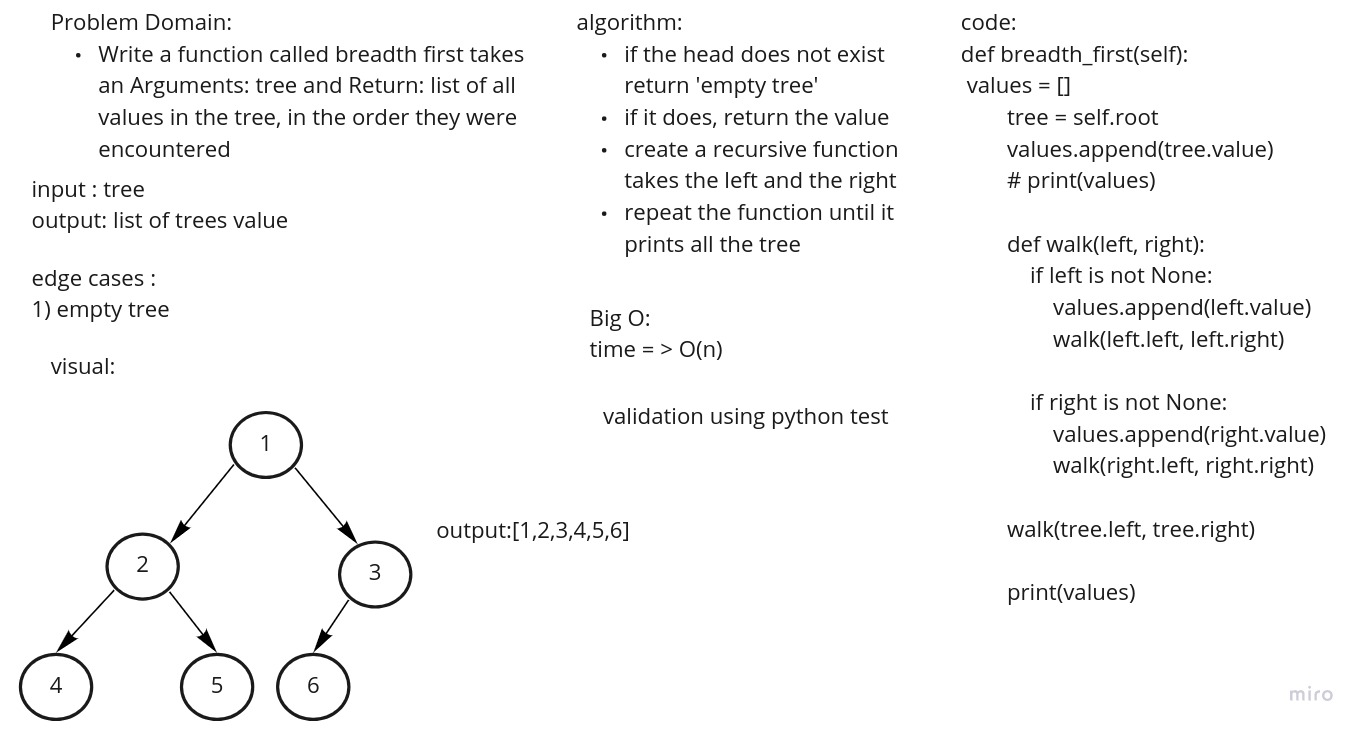 Problem Domain:
• Write a function called breadth first takes
an Arguments: tree and Return: list of all
values in the tree, in the order they were
encountered
input : tree
output: list of trees value
edge cases :
1) empty tree
visual:
1
2
3
4
5
6
output:[1,2,3,4,5,6]
algorithm:
• if the head does not exist
return 'empty tree'
• if it does, return the value
• create a recursive function
takes the left and the right
• repeat the function until it
prints all the tree
Big O:
time = > O(n)
validation using python test
code:
def breadth_first(self):
values = []
tree = self.root
values.append(tree.value)
# print(values)
def walk(left, right):
if left is not None:
values.append(left.value)
walk(left.left, left.right)
if right is not None:
values.append(right.value)
walk(right.left, right.right)
walk(tree.left, tree.right)
print(values)
miro